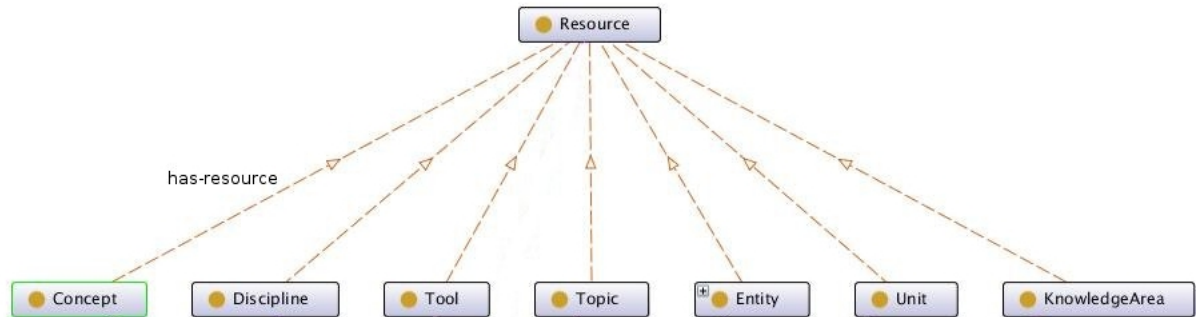 Resource
has-resource
Concept
Discipline
Tool
Topic
Entity
Unit
KnowledgeArea